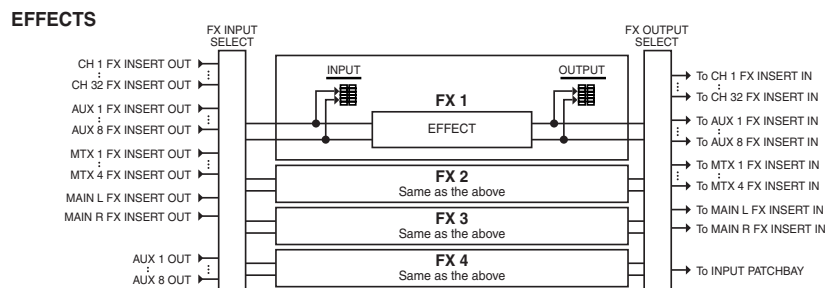 EFFECTS
FX INPUT
SELECT
FX OUTPUT
SELECT
CH 1 FX INSERT OUT
CH 32 FX INSERT OUT
AUX 1 FX INSERT OUT
AUX 8 FX INSERT OUT
MTX 1 FX INSERT OUT
MTX 4 FX INSERT OUT
MAIN L FX INSERT OUT
MAIN R FX INSERT OUT
AUX 1 OUT
AUX 8 OUT
INPUT
OUTPUT
FX 1
EFFECT
FX 2
Same as the above
FX 3
Same as the above
FX 4
Same as the above
To CH 1 FX INSERT IN
To CH 32 FX INSERT IN
To AUX 1 FX INSERT IN
To AUX 8 FX INSERT IN
To MTX 1 FX INSERT IN
To MTX 4 FX INSERT IN
To MAIN L FX INSERT IN
To MAIN R FX INSERT IN
To INPUT PATCHBAY